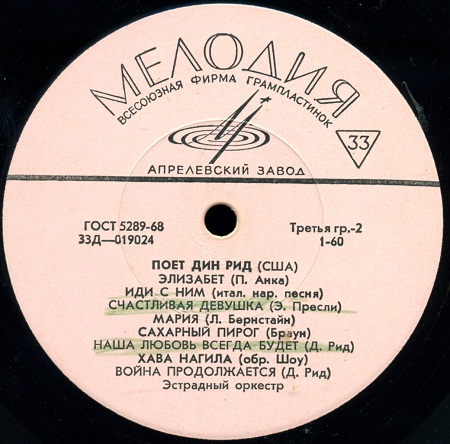 МЕЛОДИЯ
ВСЕСОЮЗНАЯ ФИРМА ГРАМПЛАСТИНОК
33
АПРЕЛЕВСКИЙ ЗАВОД
ГОСТ 5289-68 Третья гр.-2
33Д—019024 1-60
ПОЕТ ДИН РИД (США)
ЭЛИЗАБЕТ (П. Анка)
ИДИ С НИМ (итал. нар. песня)
СЧАСТЛИВАЯ ДЕВУШКА (Э. Пресли)
МАРИЯ (Л. Бернстайн)
САХАРНЫЙ ПИРОГ (Браун)
НАША ЛЮБОВЬ ВСЕГДА БУДЕТ (Д. Рид)
ХАВА НАГИЛА (обр. Шоу)
ВОЙНА ПРОДОЛЖАЕТСЯ (Д. Рид)
Эстрадный оркестр